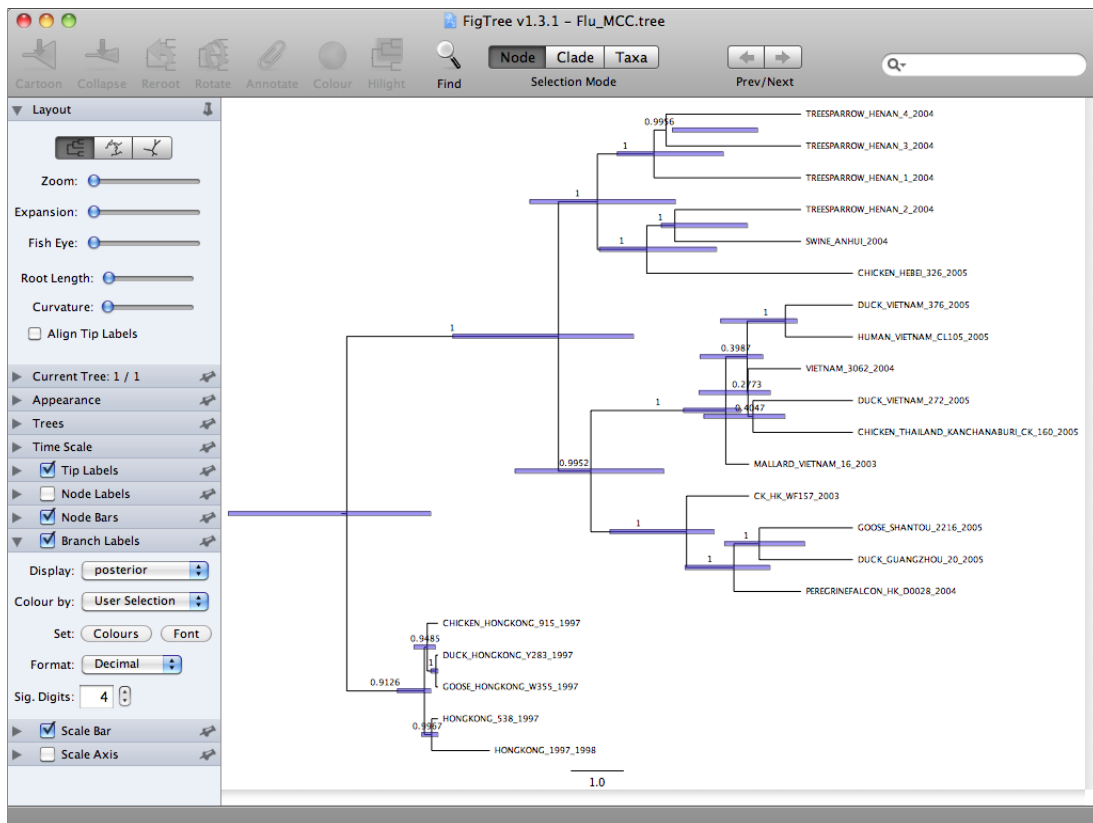 FigTree v1.3.1 - Flu_MCC.tree
Cartoon Collapse Reroot Rotate Annotate Colour Hilight Find
Node Clade Taxa
Selection Mode
Prev/Next
Layout
Zoom:
Expansion:
Fish Eye:
Root Length:
Curvature:
Align Tip Labels
Current Tree: 1 / 1
Appearance
Trees
Time Scale
Tip Labels
Node Labels
Node Bars
Branch Labels
Display: posterior
Colour by: User Selection
Set: Colours Font
Format: Decimal
Sig. Digits: 4
Scale Bar
Scale Axis
TREESPARROW_HENAN_4_2004
0.9956
TREESPARROW_HENAN_3_2004
1
TREESPARROW_HENAN_1_2004
1
TREESPARROW_HENAN_2_2004
1
SWINE_ANHUI_2004
1
CHICKEN_HEBEI_326_2005
DUCK_VIETNAM_376_2005
1
1
HUMAN_VIETNAM_CL105_2005
0.3987
VIETNAM_3062_2004
0.2773
DUCK_VIETNAM_272_2005
1
0.4047
CHICKEN_THAILAND_KANCHANABURI_CK_160_2005
0.9952
MALLARD_VIETNAM_16_2003
CK_HK_WF157_2003
1
GOOSE_SHANTOU_2216_2005
1
DUCK_GUANGZHOU_20_2005
1
PEREGRINEFALCON_HK_D0028_2004
CHICKEN_HONGKONG_915_1997
0.9485
DUCK_HONGKONG_Y283_1997
1
0.9126
GOOSE_HONGKONG_W355_1997
HONGKONG_538_1997
0.9967
HONGKONG_1997_1998
1.0